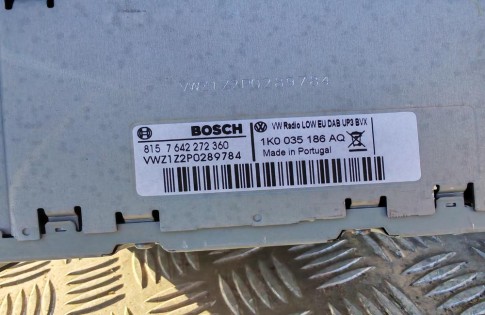 VWZ1Z2P0289784
BOSCH
VW Radio LOW EU DAB UP3 BVX
815 7 642 272 360
1K0 035 186 AQ
VWZ1Z2P0289784
Made in Portugal